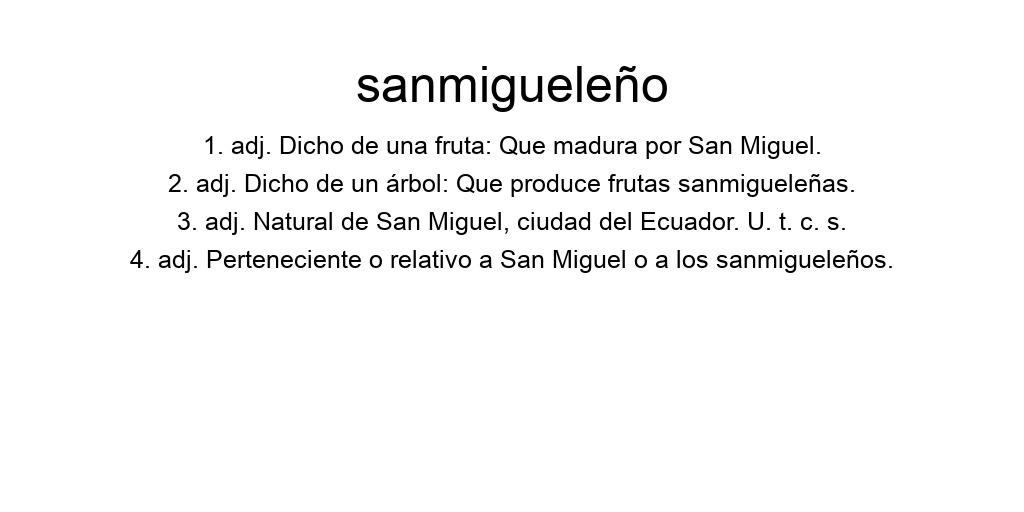 sanmigueleño
1. adj. Dicho de una fruta: Que madura por San Miguel.
2. adj. Dicho de un árbol: Que produce frutas sanmigueleñas.
3. adj. Natural de San Miguel, ciudad del Ecuador. U. t. c. s.
4. adj. Perteneciente o relativo a San Miguel o a los sanmigueleños.